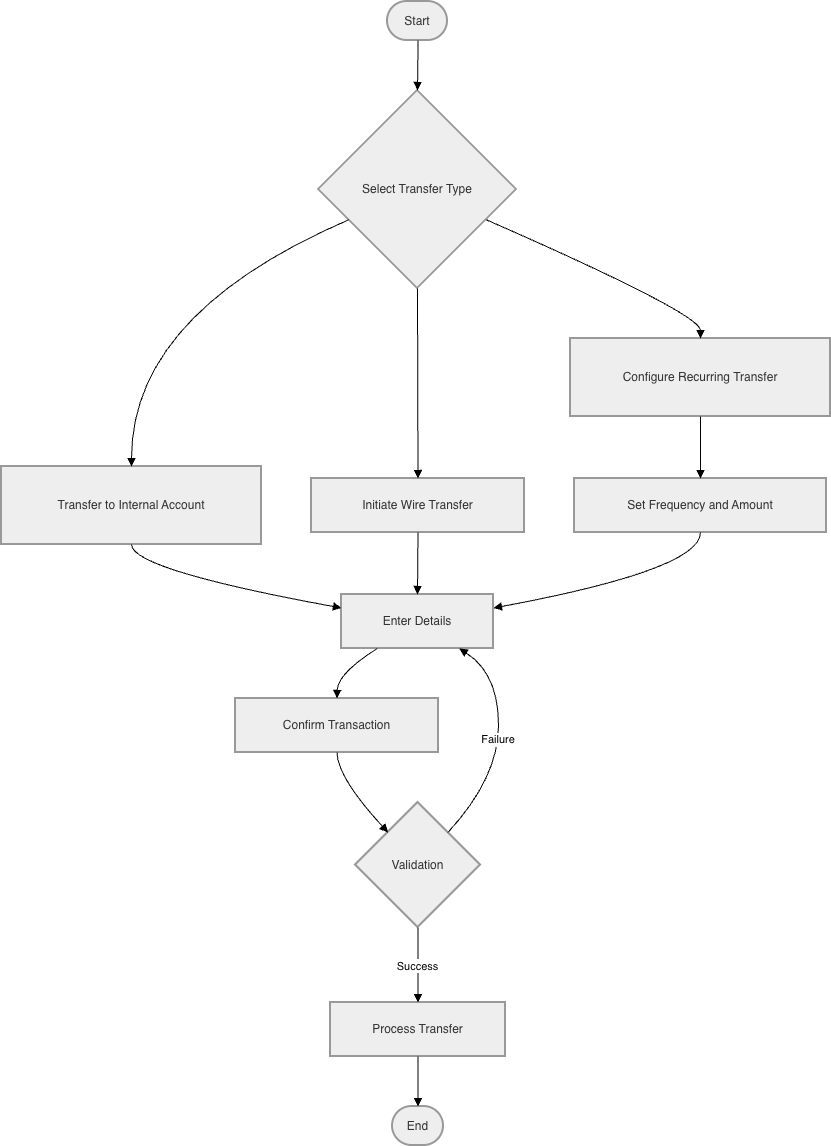 Start
Select Transfer Type
Configure Recurring Transfer
Transfer to Internal Account
Initiate Wire Transfer
Set Frequency and Amount
Enter Details
Confirm Transaction
Failure
Validation
Success
Process Transfer
End